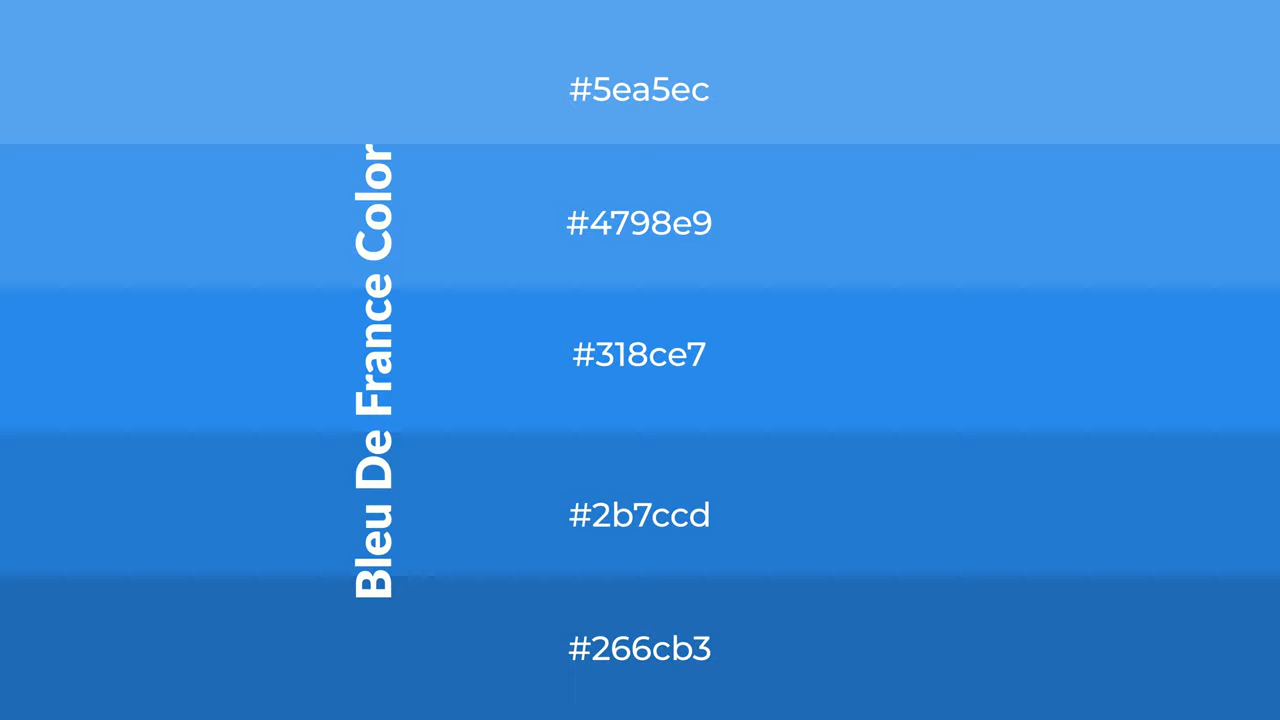 Bleu De France Color
#5ea5ec
#4798e9
#318ce7
#2b7ccd
#266cb3